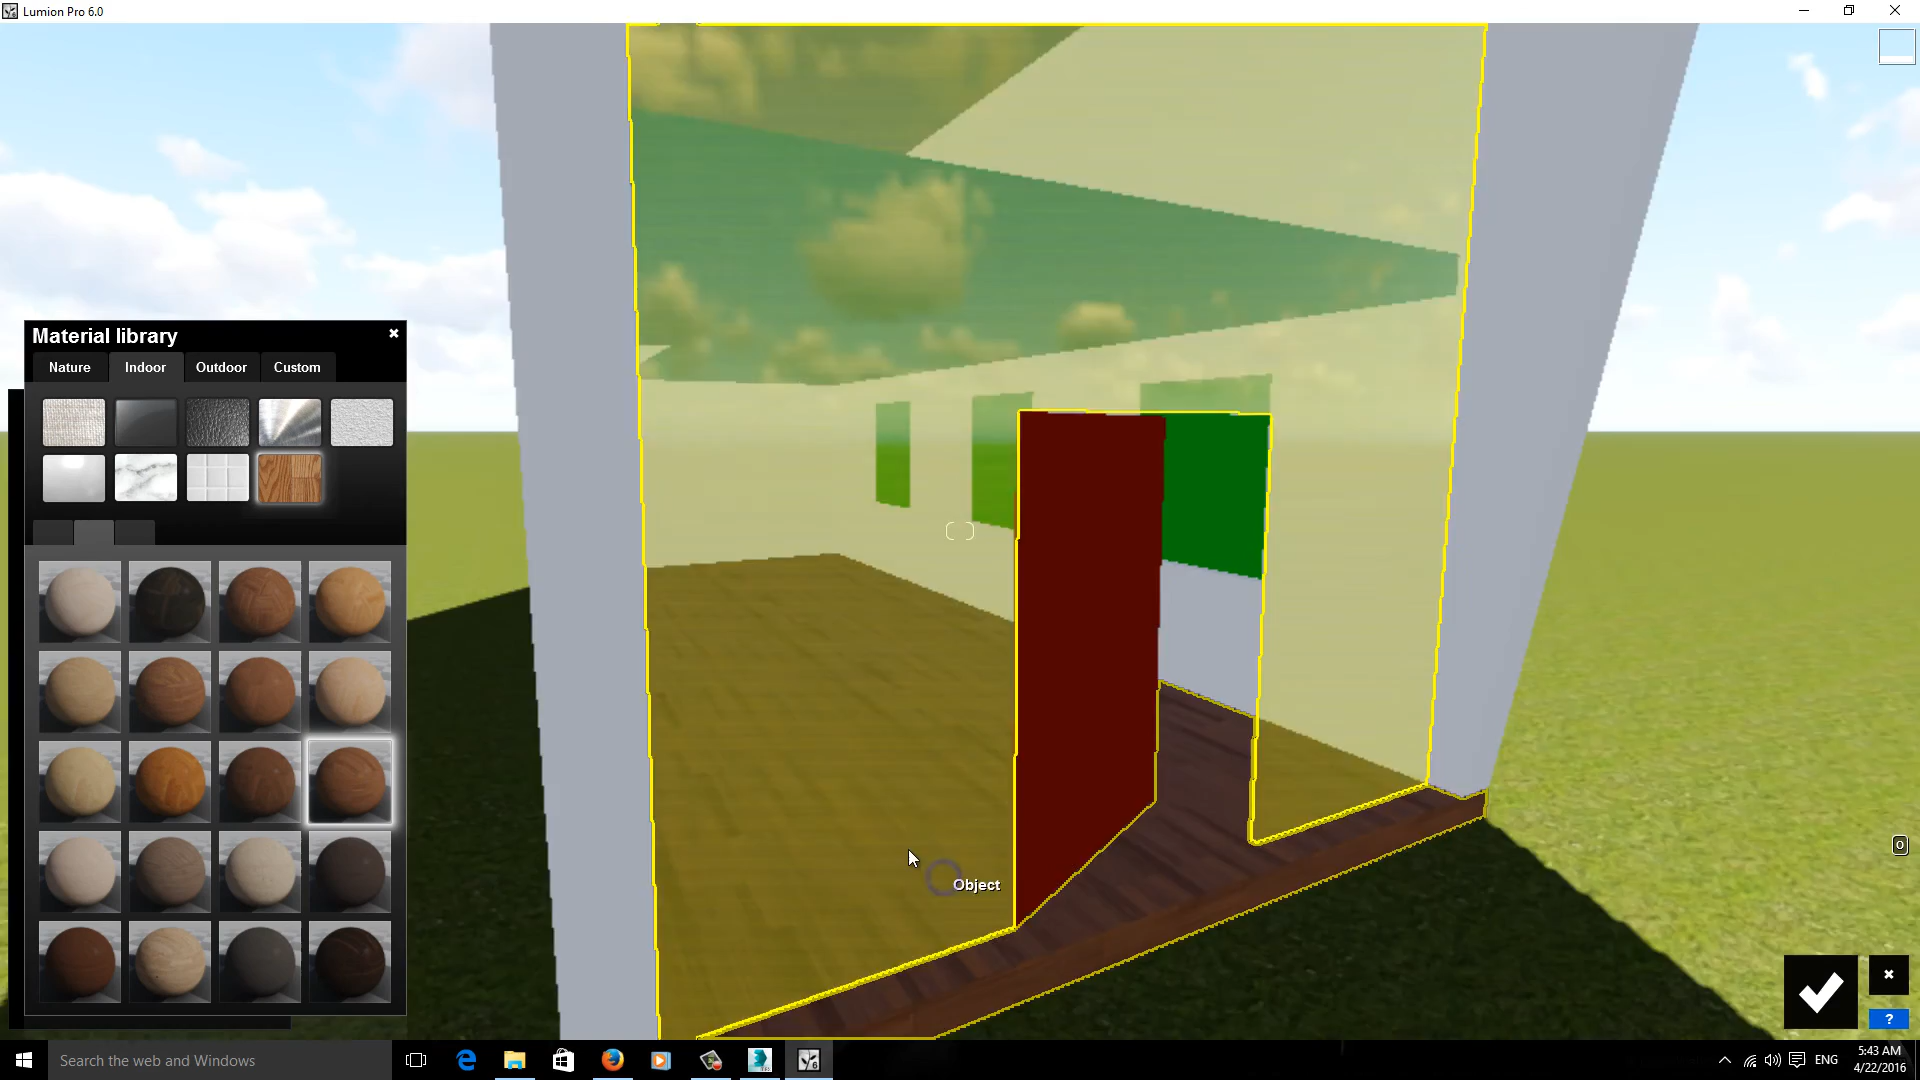 Lumion Pro 6.0
Material library
Nature Indoor Outdoor Custom
Object
O
?
Search the web and Windows
ENG
5:43 AM
4/22/2016